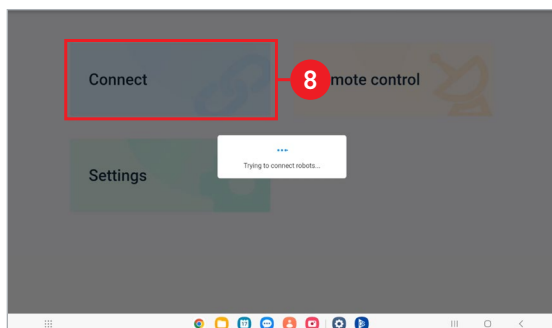 Connect
8
mote control
Trying to connect robots...
Settings